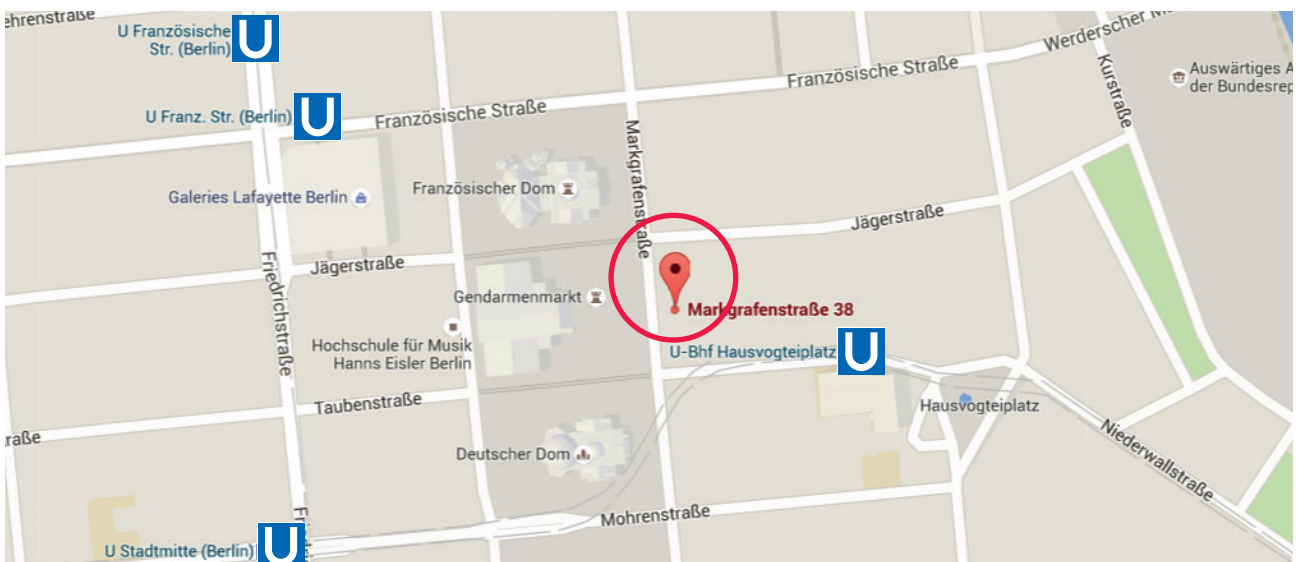 ehrenstraße
U Französische
Str. (Berlin)
U
U Franz. Str. (Berlin)
U
Französische Straße
Französische Straße
Werderscher
Kurstraße
Auswärtiges A
der Bundesrep
Markgrafenstraße
Französischer Dom
Galeries Lafayette Berlin
Jägerstraße
Jägerstraße
Friedrichstraße
Gendarmenmarkt
Markgrafenstraße 38
Hochschule für Musik
Hanns Eisler Berlin
U-Bhf Hausvogteiplatz
U
Taubenstraße
Hausvogteiplatz
raße
Deutscher Dom
Niederwallstraße
Mohrenstraße
Friedri
U Stadtmitte (Berlin)
U